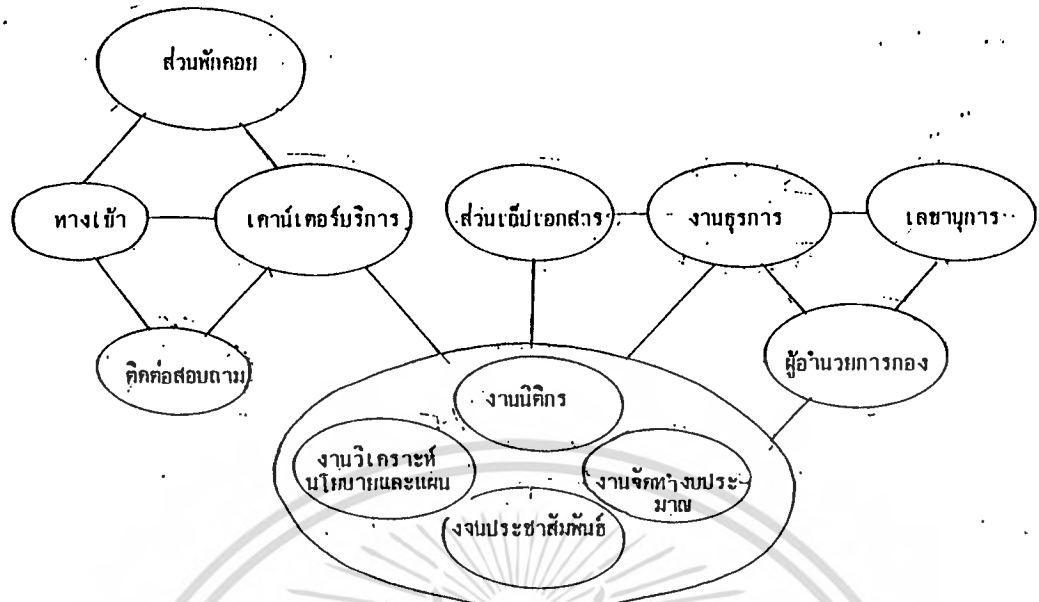 ส่วนพักคอย
ทางเข้า
เคาน์เตอร์บริการ
ส่วนเก็บเอกสาร
งานธุรการ
เลขานุการ
ติดต่อสอบถาม
ผู้อำนวยการกอง
งานนิติกร
งานวิเคราะห์
นโยบายและแผน
งานจัดทำงบประ
มาณ
งจนประชาสัมพันธ์